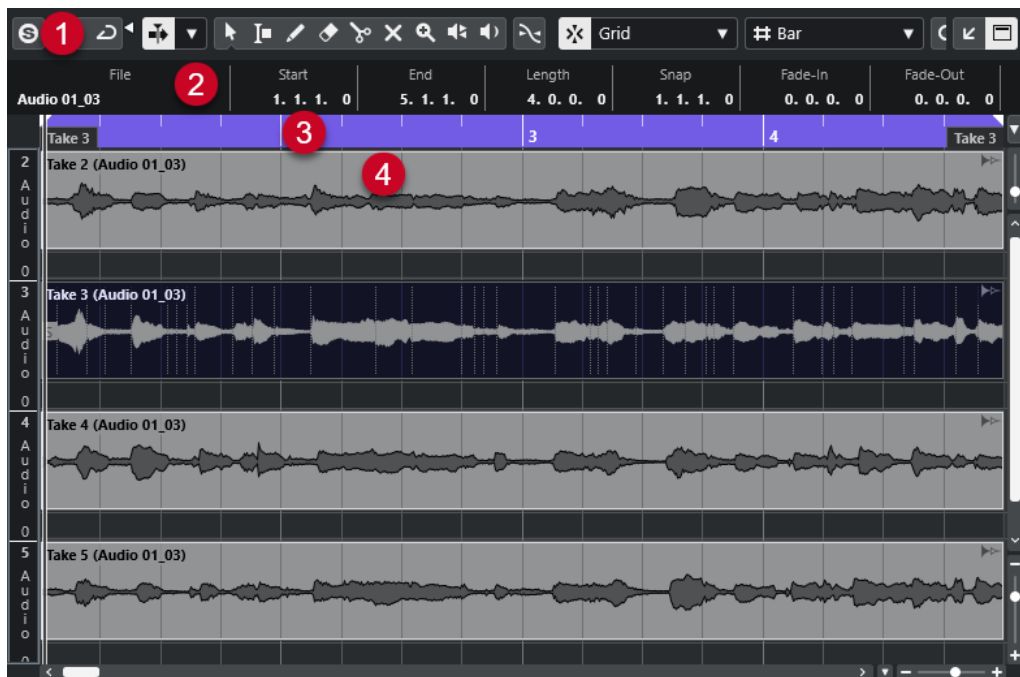 S 1 Grid Bar
File Start End Length Snap Fade-In Fade-Out
2
Audio 01_03 1. 1. 1. 0 5. 1. 1. 0 4. 0. 0. 0 1. 1. 1. 0 0. 0. 0. 0 0. 0. 0. 0
Take 3 3 3 4 Take 3
2 Take 2 (Audio 01_03) 4
Audio
0
3 Take 3 (Audio 01_03)
Audio
0
4 Take 4 (Audio 01_03)
Audio
0
5 Take 5 (Audio 01_03)
Audio